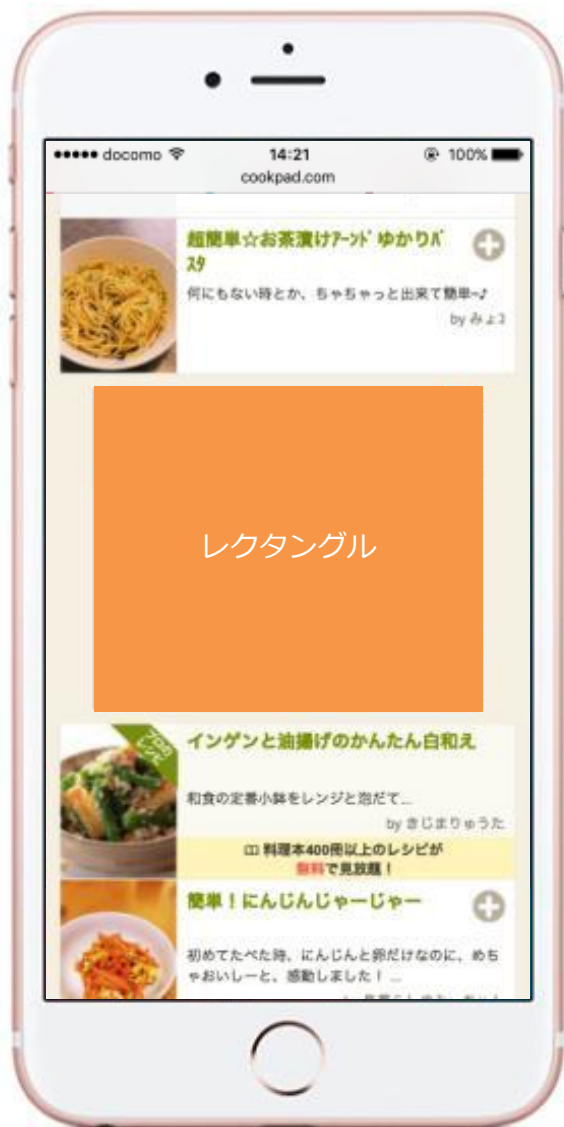 docomo 14:21 100%
cookpad.com
超簡単☆お茶漬けｱｰﾝﾄﾞゆかりﾊﾟ
ｽﾀ
何にもない時とか、ちゃちゃっと出来て簡単~♪
by みょｺ
レクタングル
プロの
レシピ
インゲンと油揚げのかんたん白和え
和食の定番小鉢をレンジと泡だて...
by きじまりゅうた
料理本400冊以上のレシピが
無料で見放題！
簡単！にんじんじゃーじゃー
初めてたべた時、にんじんと卵だけなのに、めち
ゃおいしーと、感動しました！ ...